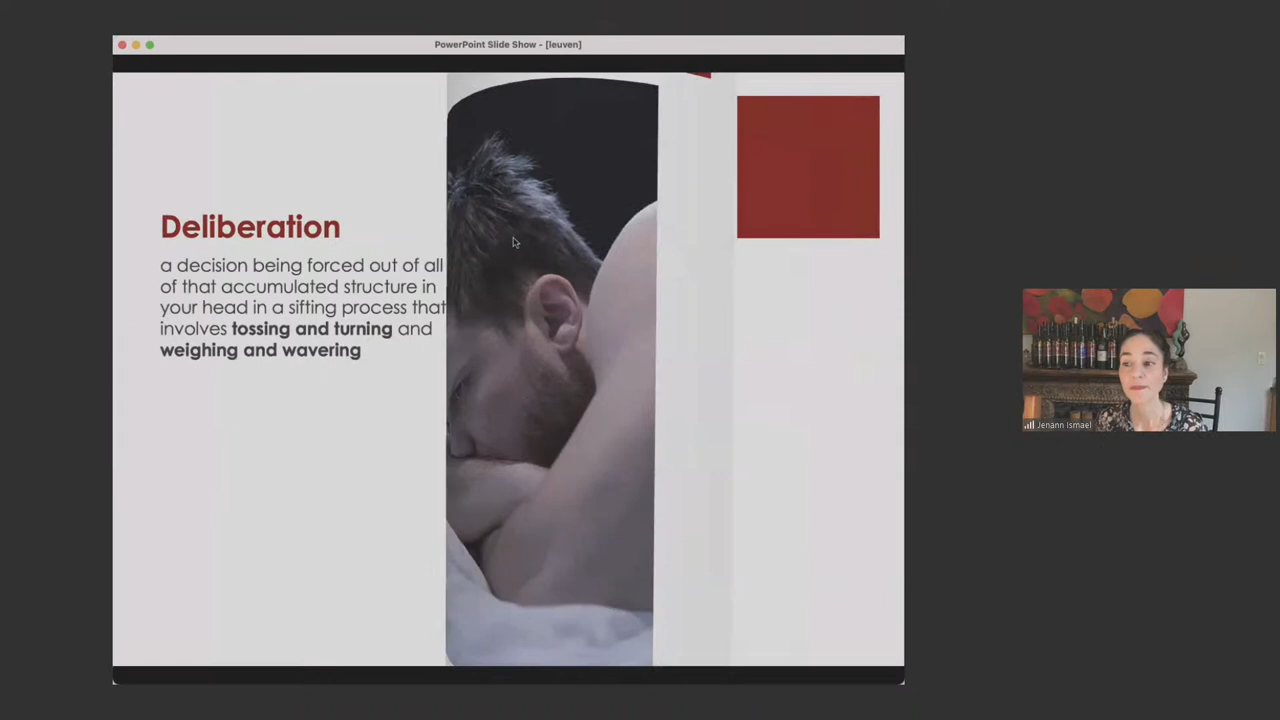 PowerPoint Slide Show - [leuven]
Deliberation
a decision being forced out of all
of that accumulated structure in
your head in a sifting process that
involves tossing and turning and
weighing and wavering
Jenann Ismael